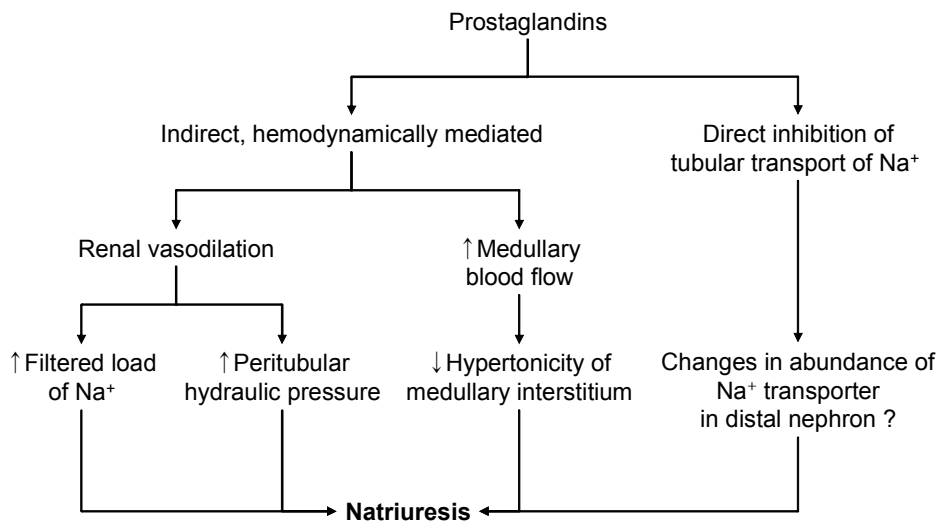 Prostaglandins
Indirect, hemodynamically mediated
Direct inhibition of
tubular transport of Na⁺
Renal vasodilation
↑Medullary
blood flow
↑Filtered load
of Na⁺
↑Peritubular
hydraulic pressure
↓Hypertonicity of
medullary interstitium
Changes in abundance of
Na⁺ transporter
in distal nephron ?
Natriuresis